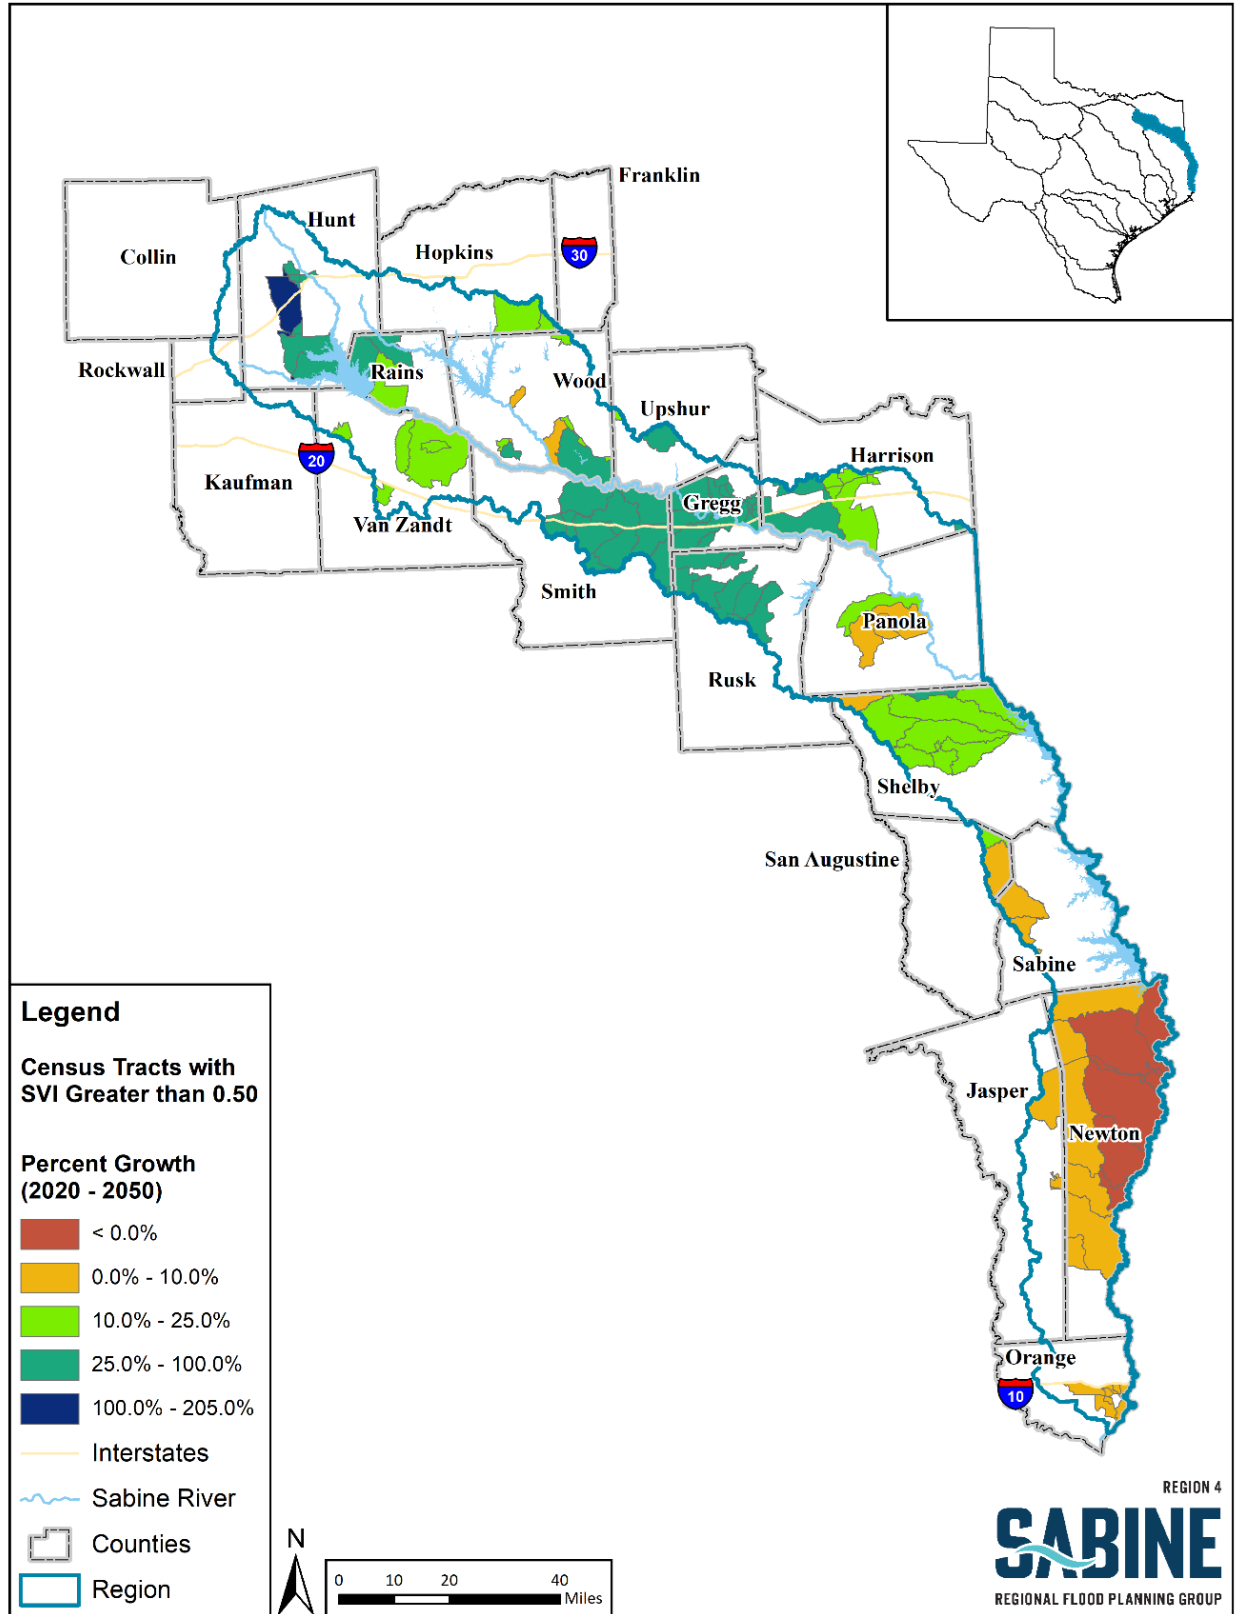 Franklin
Hunt
Hopkins
Collin
30
Rockwall
Rains
Wood
Upshur
Harrison
20
Kaufman
Gregg
Van Zandt
Smith
Panola
Rusk
Shelby
San Augustine
Sabine
Jasper
Newton
Orange
10
Legend
Census Tracts with
SVI Greater than 0.50
Percent Growth
(2020 - 2050)
< 0.0%
0.0% - 10.0%
10.0% - 25.0%
25.0% - 100.0%
100.0% - 205.0%
Interstates
Sabine River
Counties
Region
N
0 10 20 40
Miles
REGION 4
SABINE
REGIONAL FLOOD PLANNING GROUP